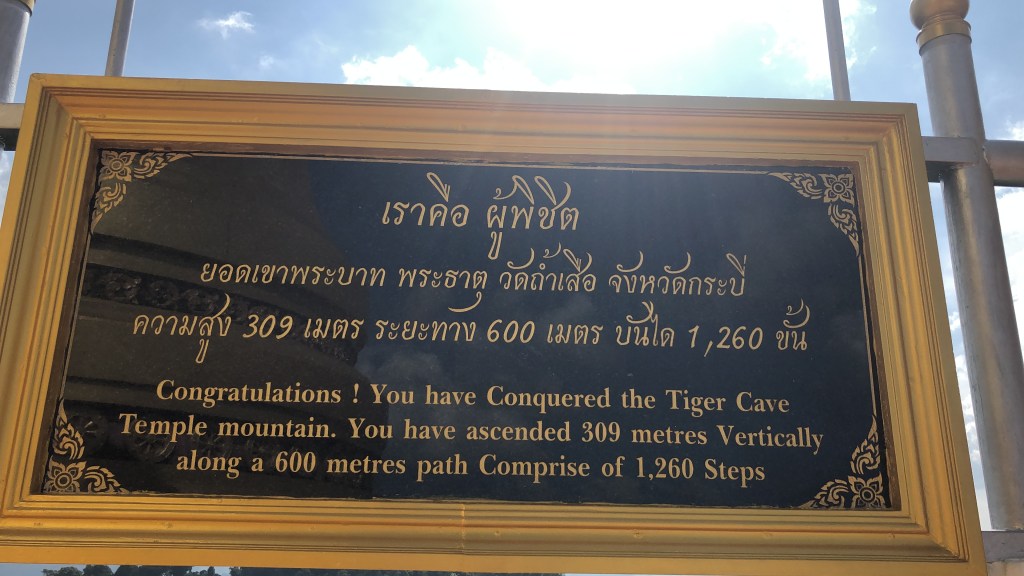 เราคือ ผู้พิชิต
ยอดเขาพระบาท พระธาตุ วัดถ้ำเสือ จังหวัดกระบี่
ความสูง 309 เมตร ระยะทาง 600 เมตร บันได 1,260 ขั้น
Congratulations ! You have Conquered the Tiger Cave
Temple mountain. You have ascended 309 metres Vertically
along a 600 metres path Comprise of 1,260 Steps